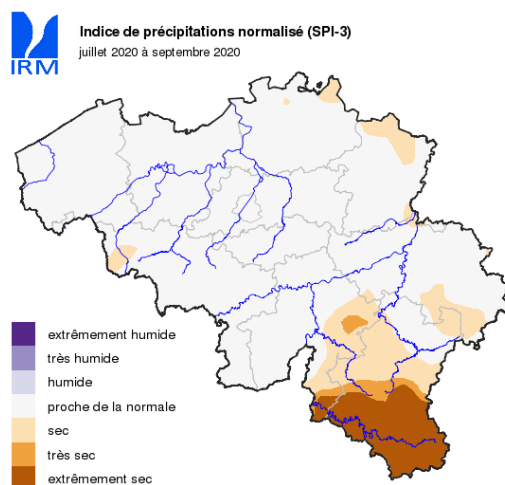 Indice de précipitations normalisé (SPI-3)
juillet 2020 à septembre 2020
IRM
extrêmement humide
très humide
humide
proche de la normale
sec
très sec
extrêmement sec